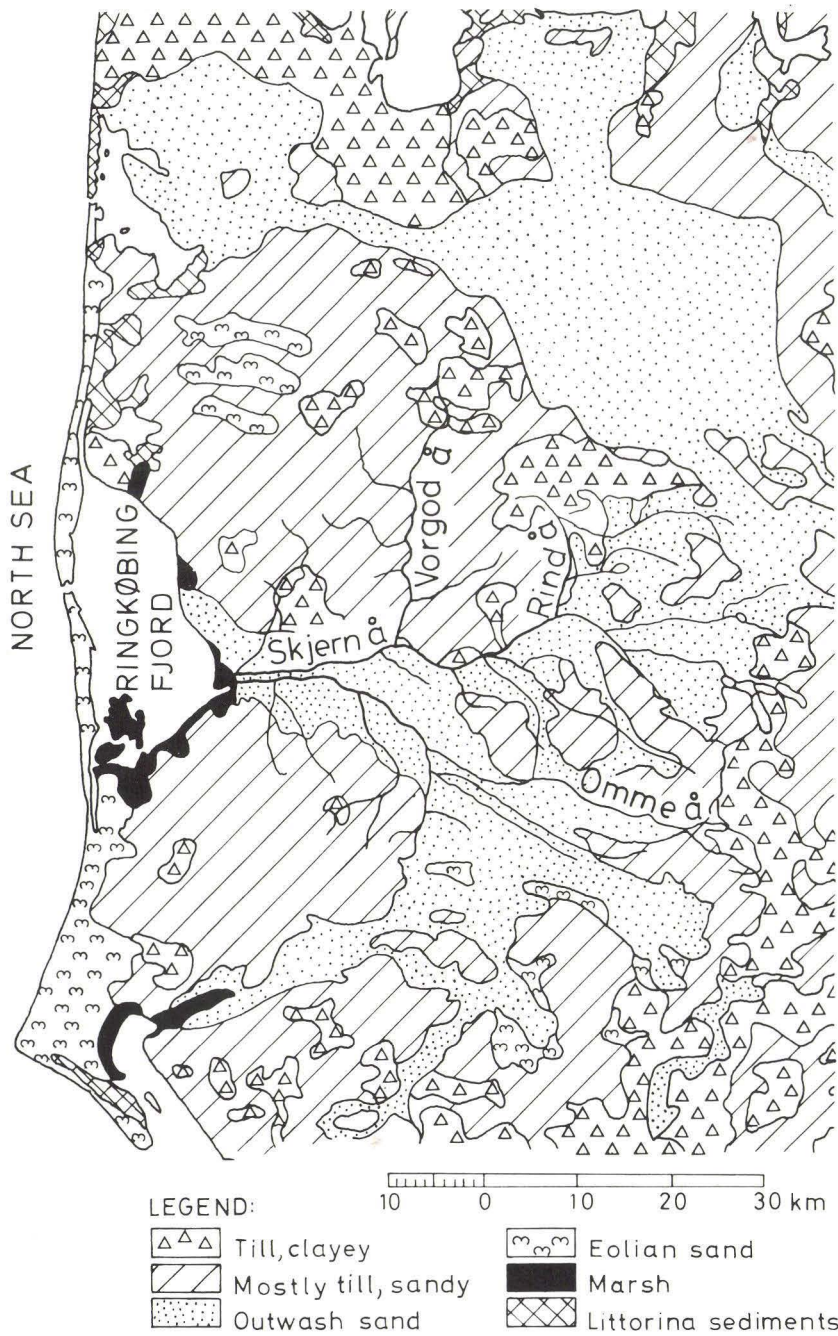 NORTH SEA
RINGKØBING
FJORD
Vorgod å
Rind å
Skjern å
Omme å
10 0 10 20 30 km
LEGEND:
Till, clayey
Mostly till, sandy
Outwash sand
Eolian sand
Marsh
Littorina sediments